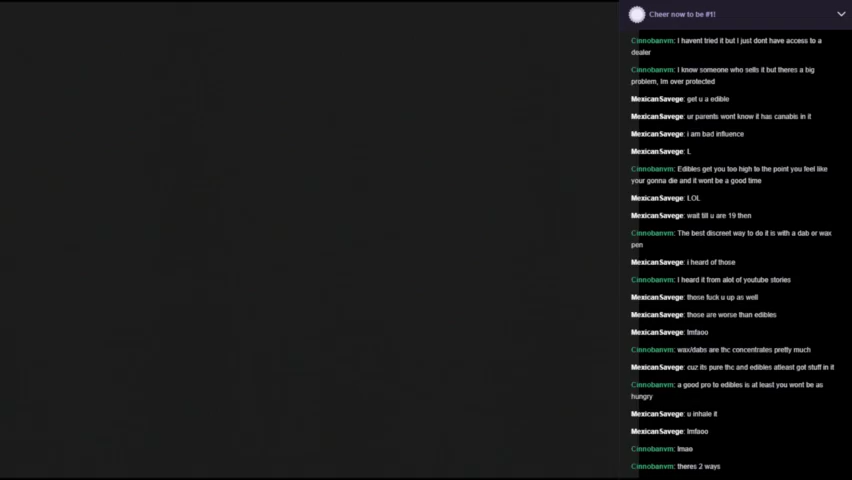 Cheer now to be #1!
Cinnobanvm: I havent tried it but I just dont have access to a
dealer
Cinnobanvm: I know someone who sells it but theres a big
problem, Im over protected
MexicanSavege: get u a edible
MexicanSavege: ur parents wont know it has canabis in it
MexicanSavege: i am bad influence
MexicanSavege: L
Cinnobanvm: Edibles get you too high to the point you feel like
your gonna die and it wont be a good time
MexicanSavege: LOL
MexicanSavege: wait till u are 19 then
Cinnobanvm: The best discreet way to do it is with a dab or wax
pen
MexicanSavege: i heard of those
Cinnobanvm: I heard it from alot of youtube stories
MexicanSavege: those fuck u up as well
MexicanSavege: those are worse than edibles
MexicanSavege: lmfaoo
Cinnobanvm: wax/dabs are thc concentrates pretty much
MexicanSavege: cuz its pure thc and edibles atleast got stuff in it
Cinnobanvm: a good pro to edibles is at least you wont be as
hungry
MexicanSavege: u inhale it
MexicanSavege: lmfaoo
Cinnobanvm: lmao
Cinnobanvm: theres 2 ways